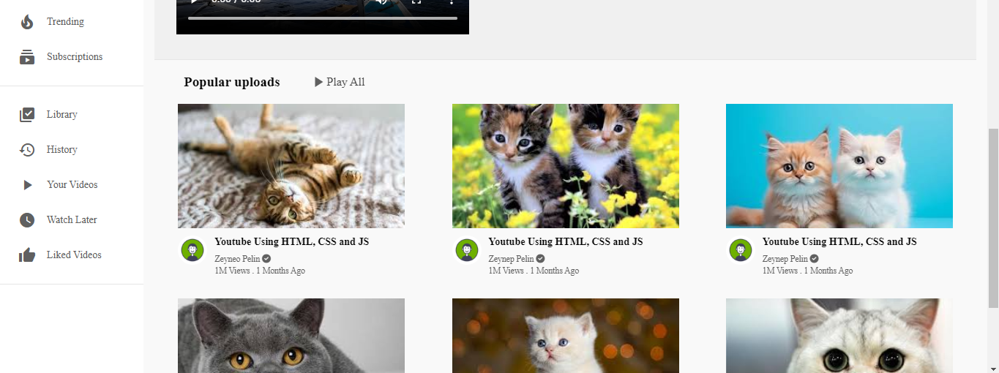 Trending
Subscriptions
Library
History
Your Videos
Watch Later
Liked Videos
Popular uploads
Play All
Youtube Using HTML, CSS and JS
Zeyneo Pelin
1M Views . 1 Months Ago
Youtube Using HTML, CSS and JS
Zeynep Pelin
1M Views . 1 Months Ago
Youtube Using HTML, CSS and JS
Zeynep Pelin
1M Views . 1 Months Ago